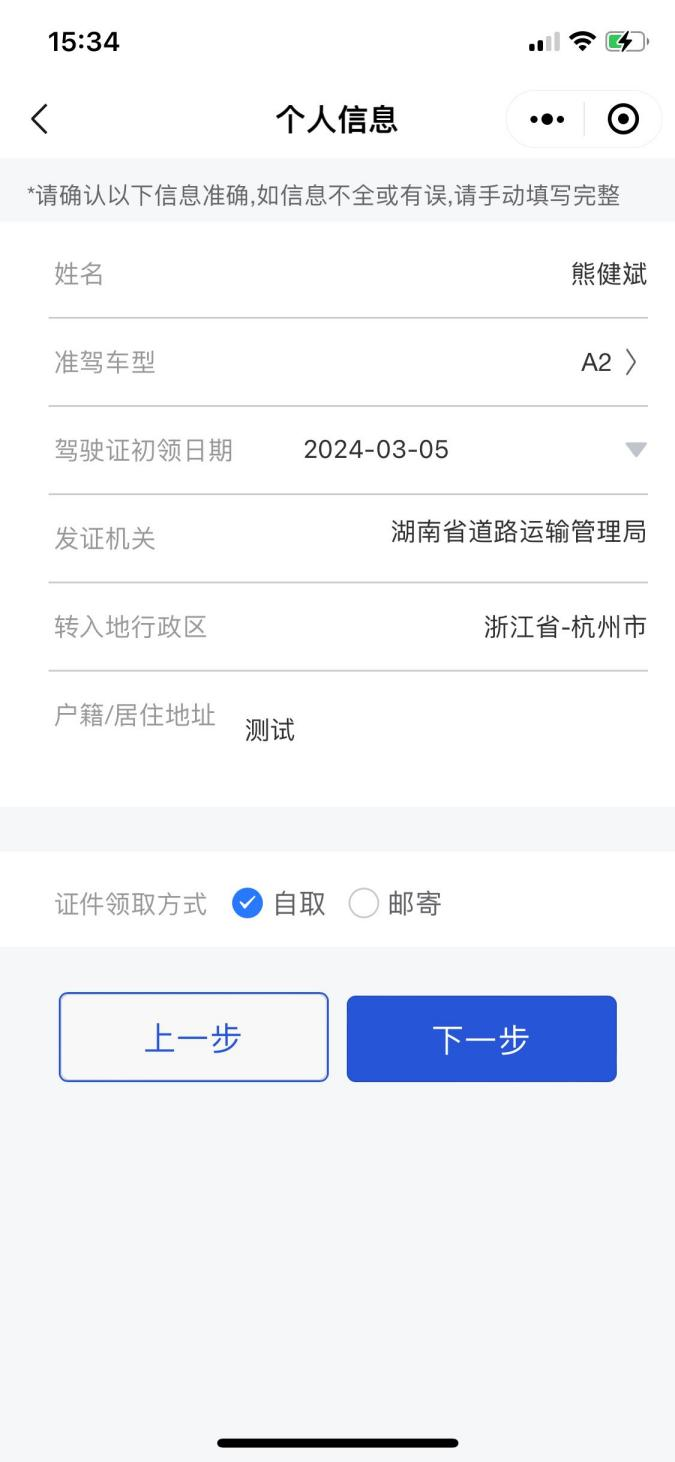 15:34
个人信息
*请确认以下信息准确,如信息不全或有误,请手动填写完整
姓名 熊健斌
准驾车型 A2
驾驶证初领日期 2024-03-05
发证机关 湖南省道路运输管理局
转入地行政区 浙江省-杭州市
户籍/居住地址 测试
证件领取方式 自取 邮寄
上一步 下一步